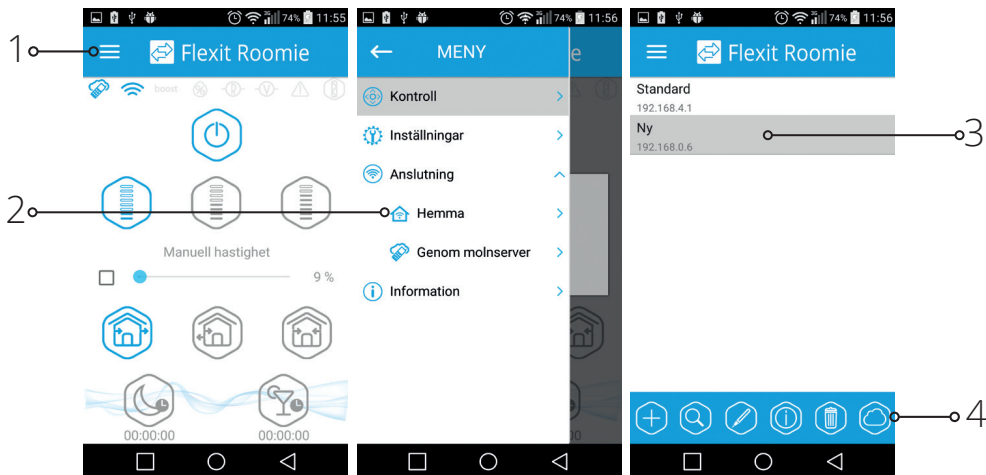 1
74% 11:55
Flexit Roomie
boost
Manuell hastighet
9 %
00:00:00 00:00:00
2
74% 11:56
MENY
e
Kontroll
Inställningar
Anslutning
Hemma
Genom molnserver
Information
74% 11:56
Flexit Roomie
Standard
192.168.4.1
Ny
192.168.0.6
3
4